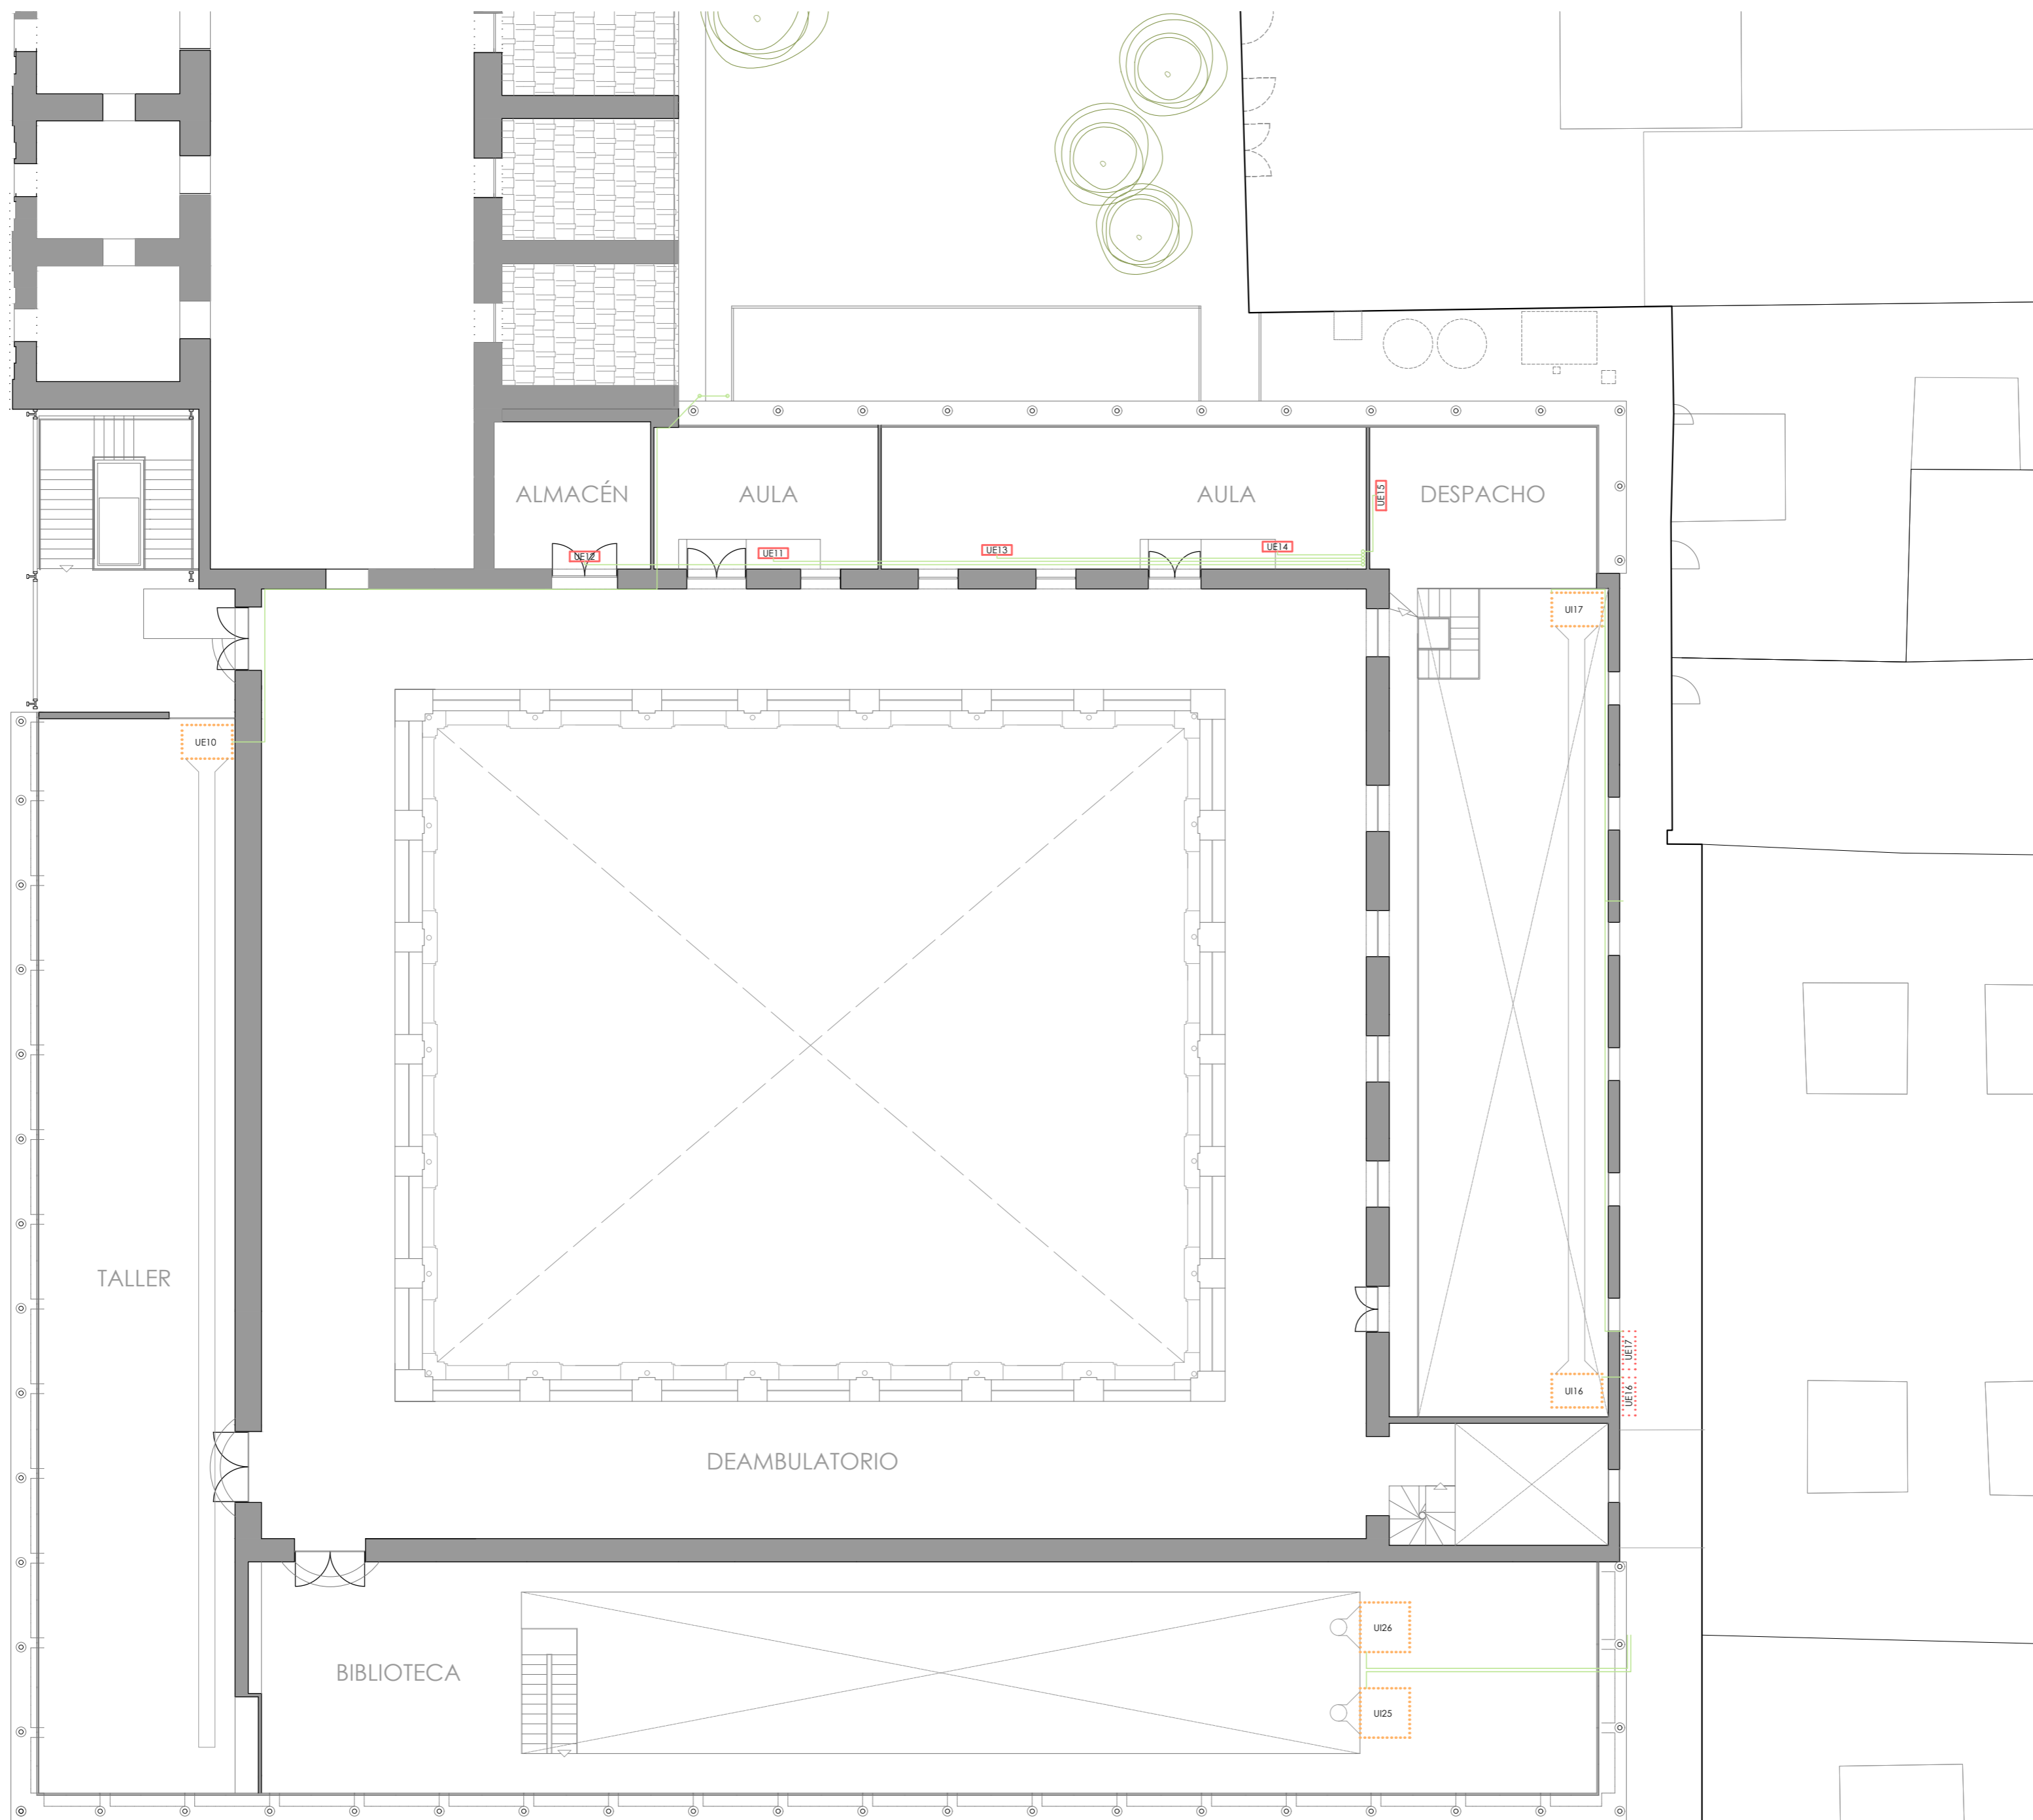 ALMACÉN
AULA
AULA
DESPACHO
UE15
UE12
UE11
UE13
UE14
UI17
UE10
TALLER
UE17
UE16
UI16
DEAMBULATORIO
UI26
BIBLIOTECA
UI25